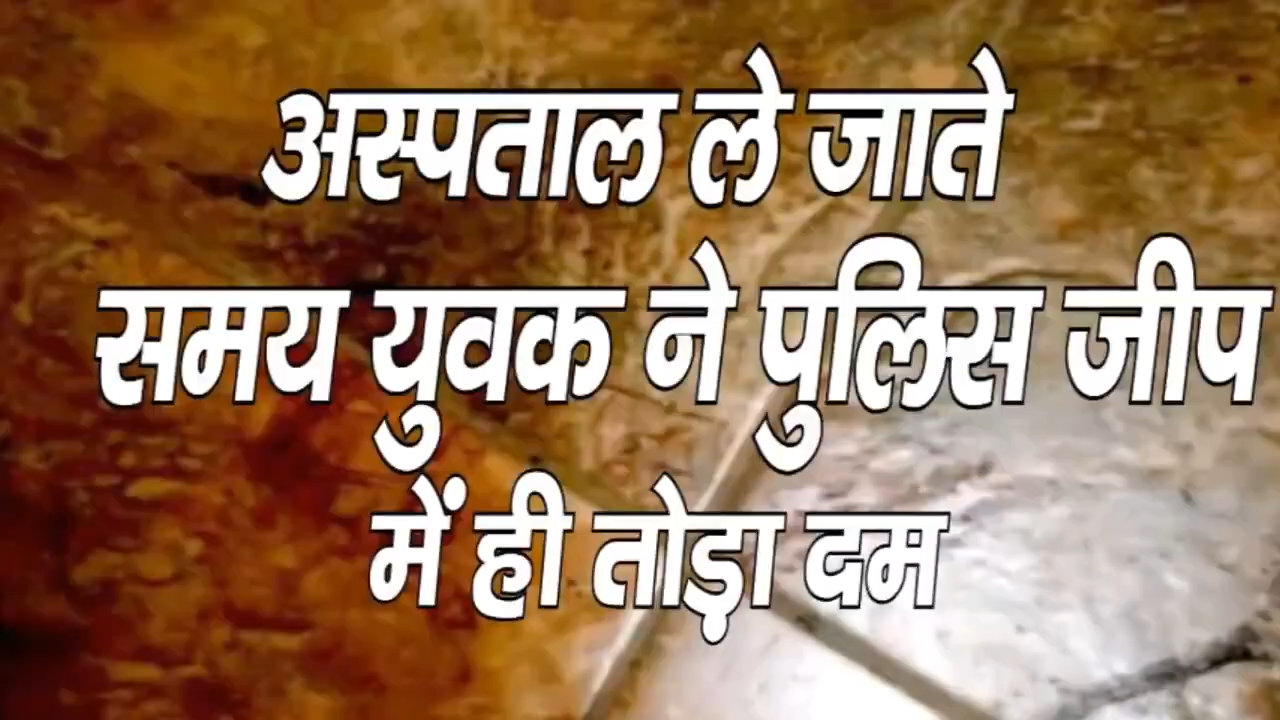 अस्पताल ले जाते
समय युवक ने पुलिस जीप
में ही तोड़ा दम